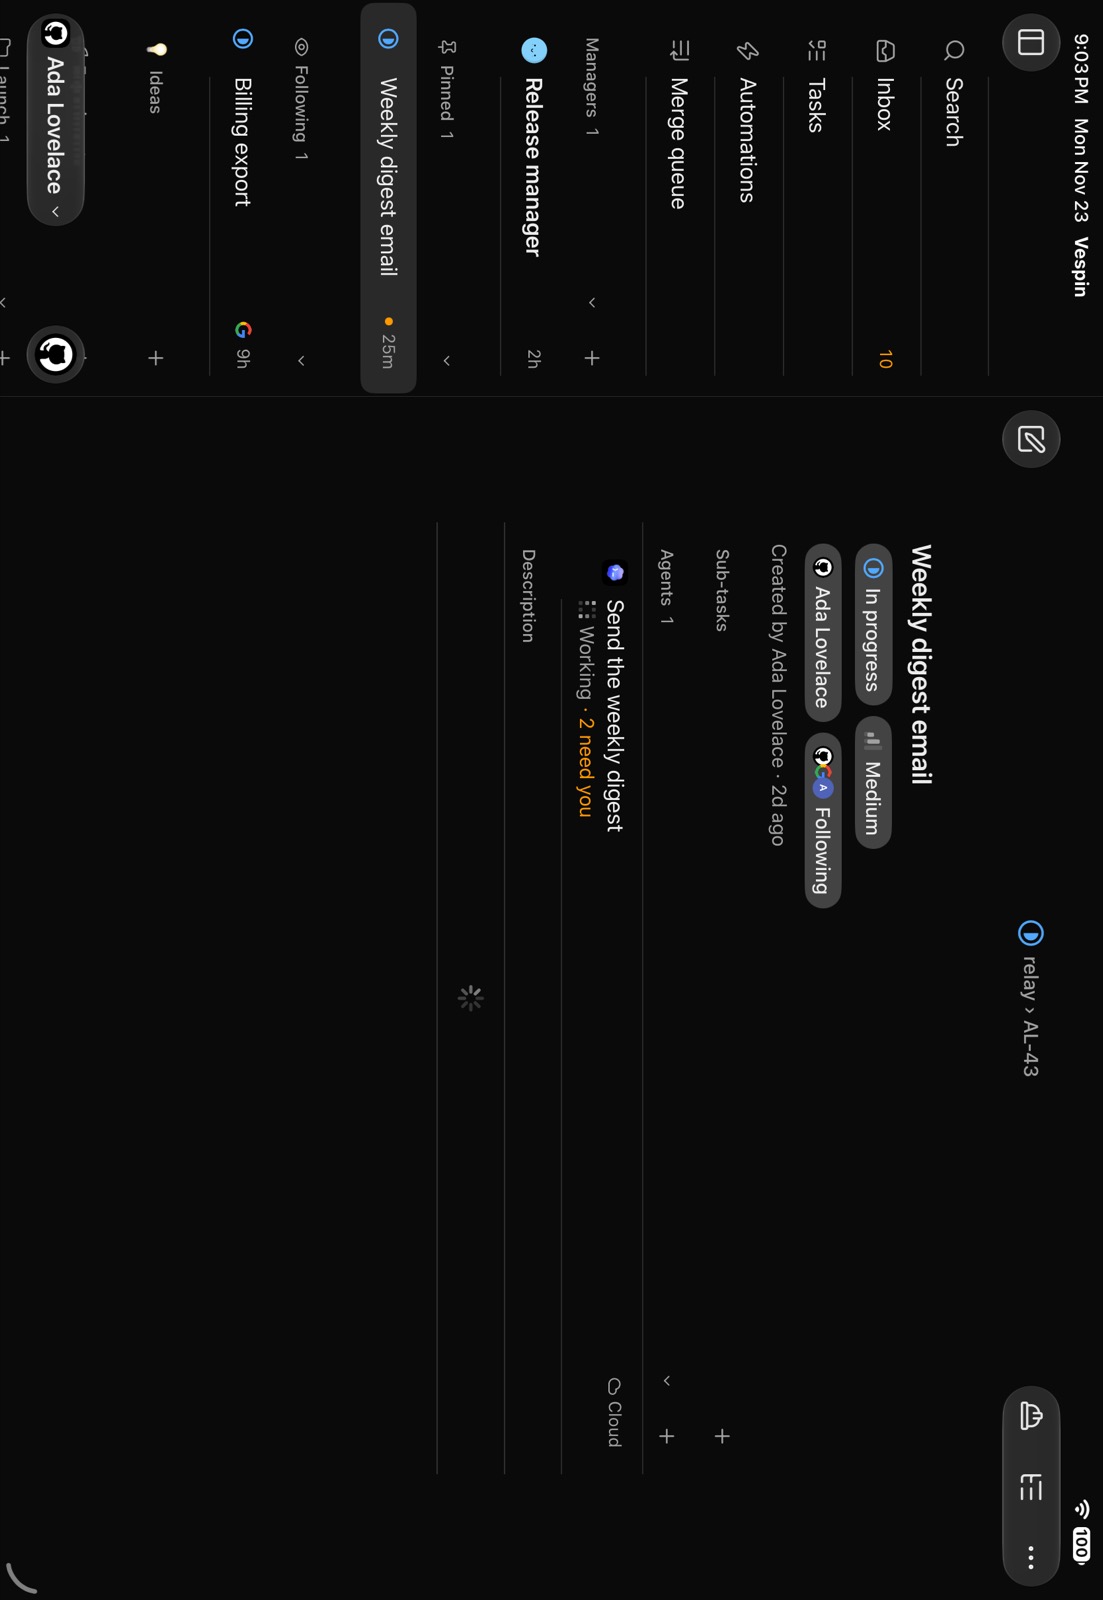 9:03 PM Mon Nov 23 Vespin
100
relay › AL-43
Search
Inbox 10
Tasks
Automations
Merge queue
Managers 1
Release manager 2h
Pinned 1
Weekly digest email 25m
Following 1
Billing export 9h
Ideas
Ada Lovelace
Launch 1
Weekly digest email
In progress Medium
Ada Lovelace A Following
Created by Ada Lovelace · 2d ago
Sub-tasks
Agents 1
Send the weekly digest Cloud
Working · 2 need you
Description